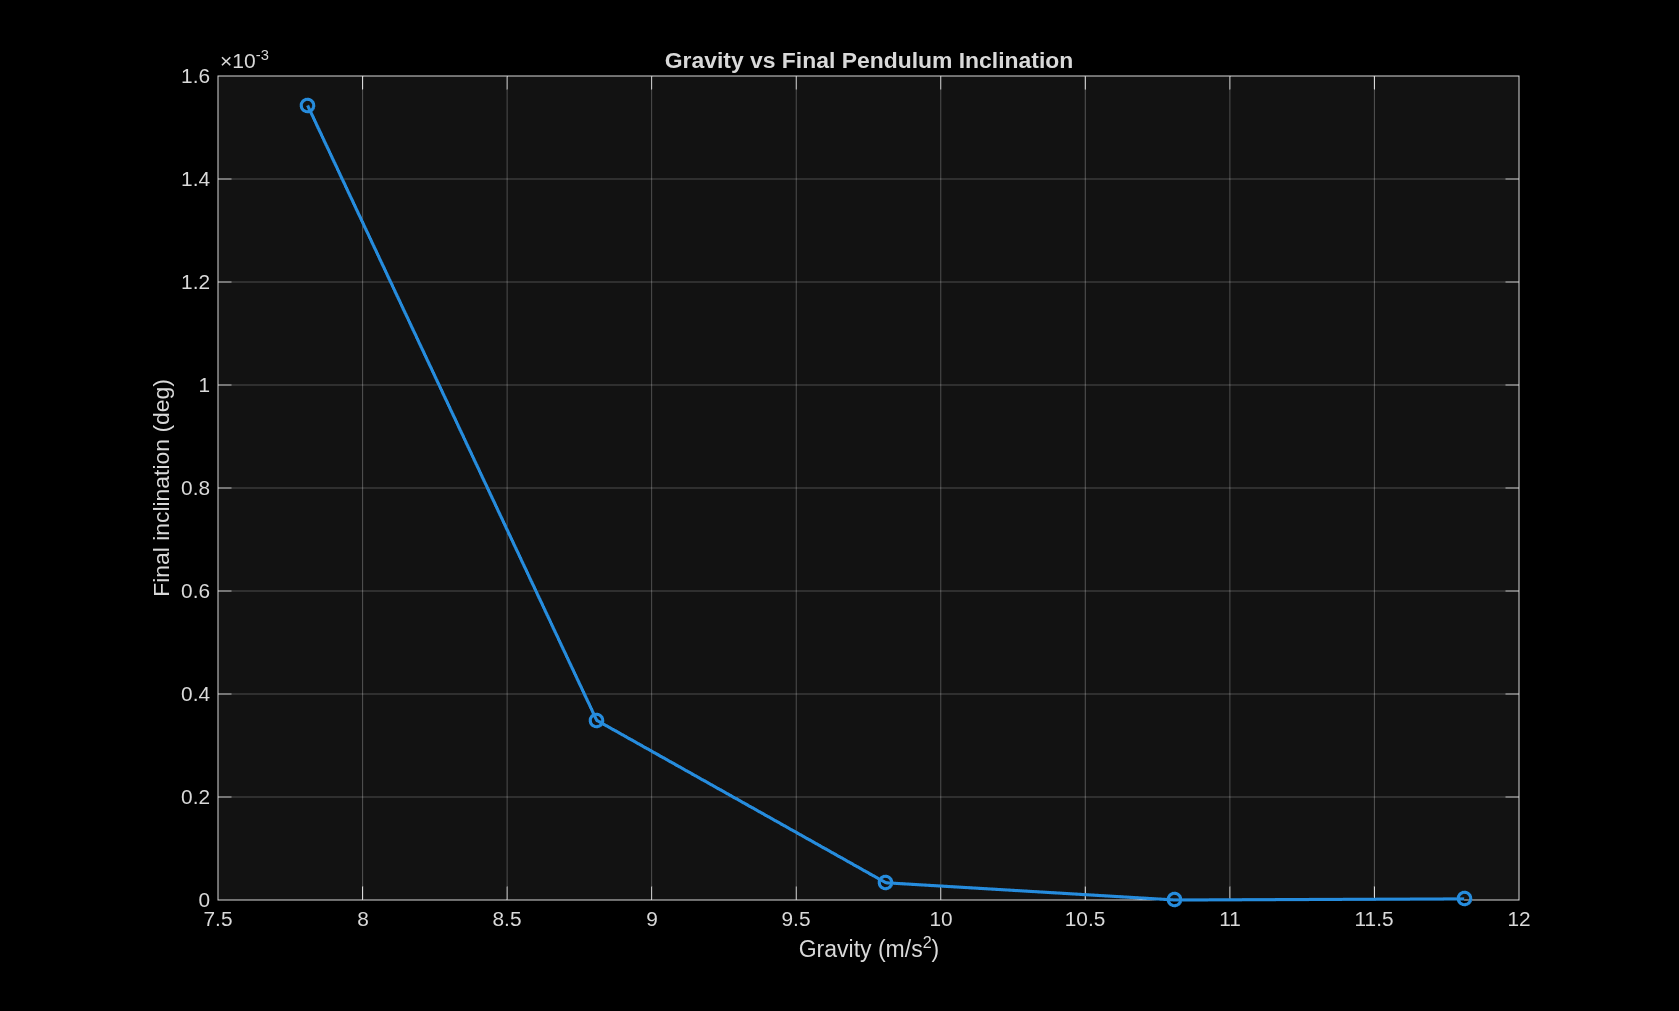 ×10-3
Gravity vs Final Pendulum Inclination
1.6
1.4
1.2
1
0.8
0.6
0.4
0.2
0
Final inclination (deg)
7.5 8 8.5 9 9.5 10 10.5 11 11.5 12
Gravity (m/s2)